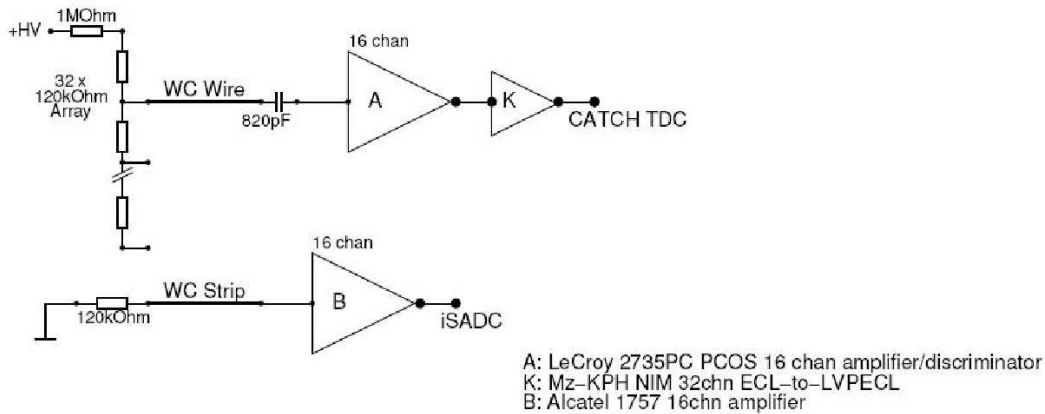 1MOhm
+HV
32 x
120kOhm
Array
WC Wire
820pF
16 chan
A
K
CATCH TDC
16 chan
WC Strip
120kOhm
B
iSADC
A: LeCroy 2735PC PCOS 16 chan amplifier/discriminator
K: Mz-KPH NIM 32chn ECL-to-LVPECL
B: Alcatel 1757 16chn amplifier